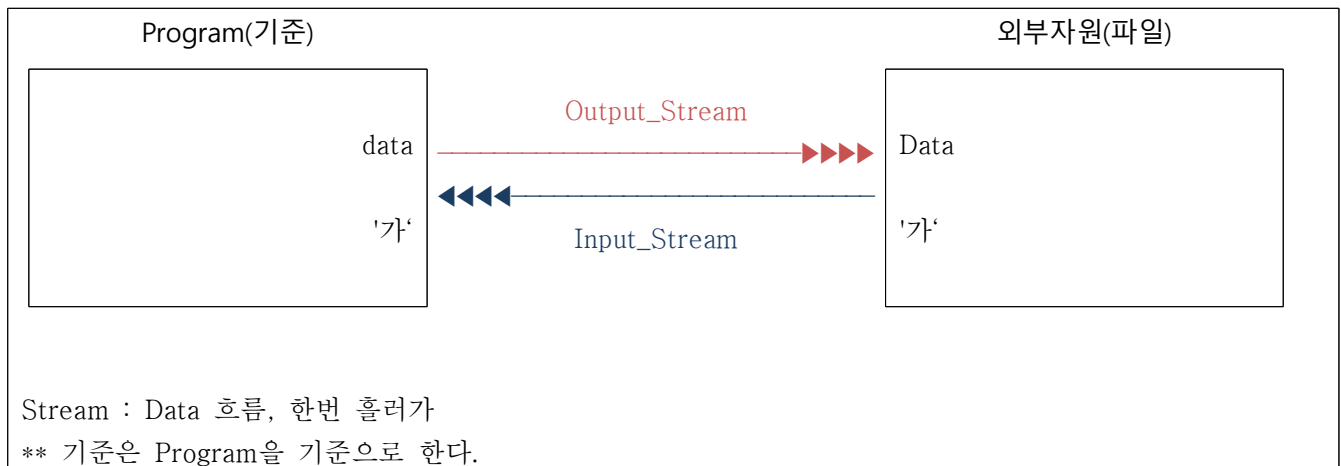 Program(기준)
외부자원(파일)
Output_Stream
data
Data
'가‘
Input_Stream
'가‘
Stream : Data 흐름, 한번 흘러가
** 기준은 Program을 기준으로 한다.